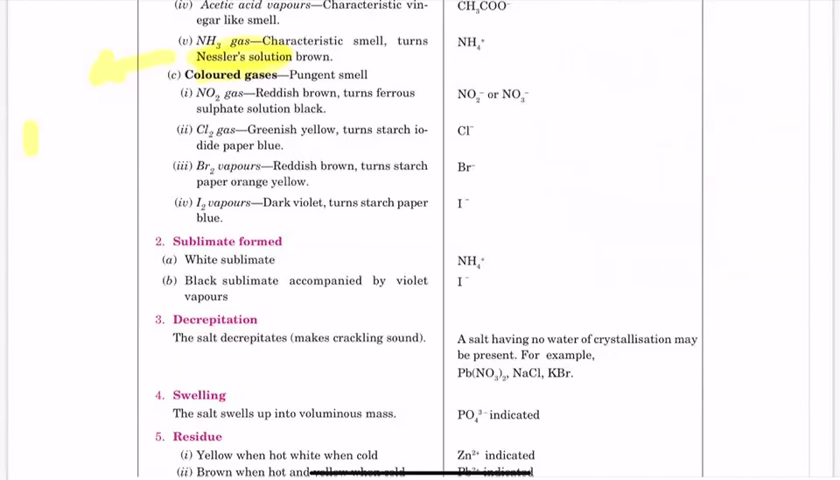 (iv) Acetic acid vapours—Characteristic vin- CH₃COO⁻
egar like smell.
(v) NH₃ gas—Characteristic smell, turns NH₄⁺
Nessler's solution brown.
(c) Coloured gases—Pungent smell
(i) NO₂ gas—Reddish brown, turns ferrous NO₂⁻ or NO₃⁻
sulphate solution black.
(ii) Cl₂ gas—Greenish yellow, turns starch io- Cl⁻
dide paper blue.
(iii) Br₂ vapours—Reddish brown, turns starch Br⁻
paper orange yellow.
(iv) I₂ vapours—Dark violet, turns starch paper I⁻
blue.
2. Sublimate formed
(a) White sublimate NH₄⁺
(b) Black sublimate accompanied by violet I⁻
vapours
3. Decrepitation
The salt decrepitates (makes crackling sound). A salt having no water of crystallisation may
be present. For example,
Pb(NO₃)₂, NaCl, KBr.
4. Swelling
The salt swells up into voluminous mass. PO₄³⁻ indicated
5. Residue
(i) Yellow when hot white when cold Zn²⁺ indicated
(ii) Brown when hot and yellow when cold Pb²⁺ indicated